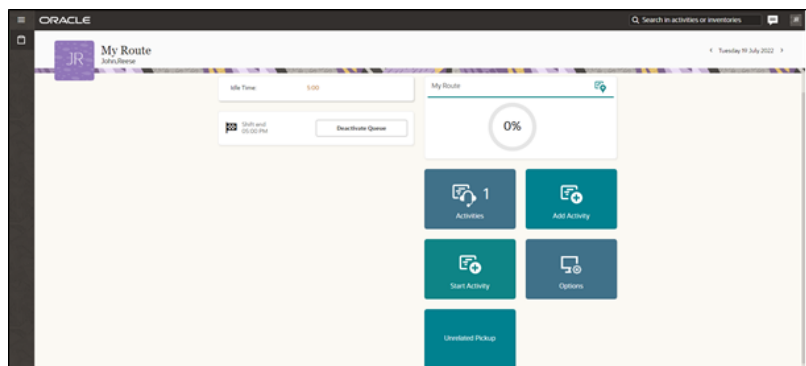 ORACLE
Search in activities or inventories
JR
My Route
John,Reese
Tuesday 19 July 2022
Idle Time
5:00
Shift end
05:00 PM
Deactivate Queue
My Route
0%
1
Activities
Add Activity
Start Activity
Options
Unrelated Pickup